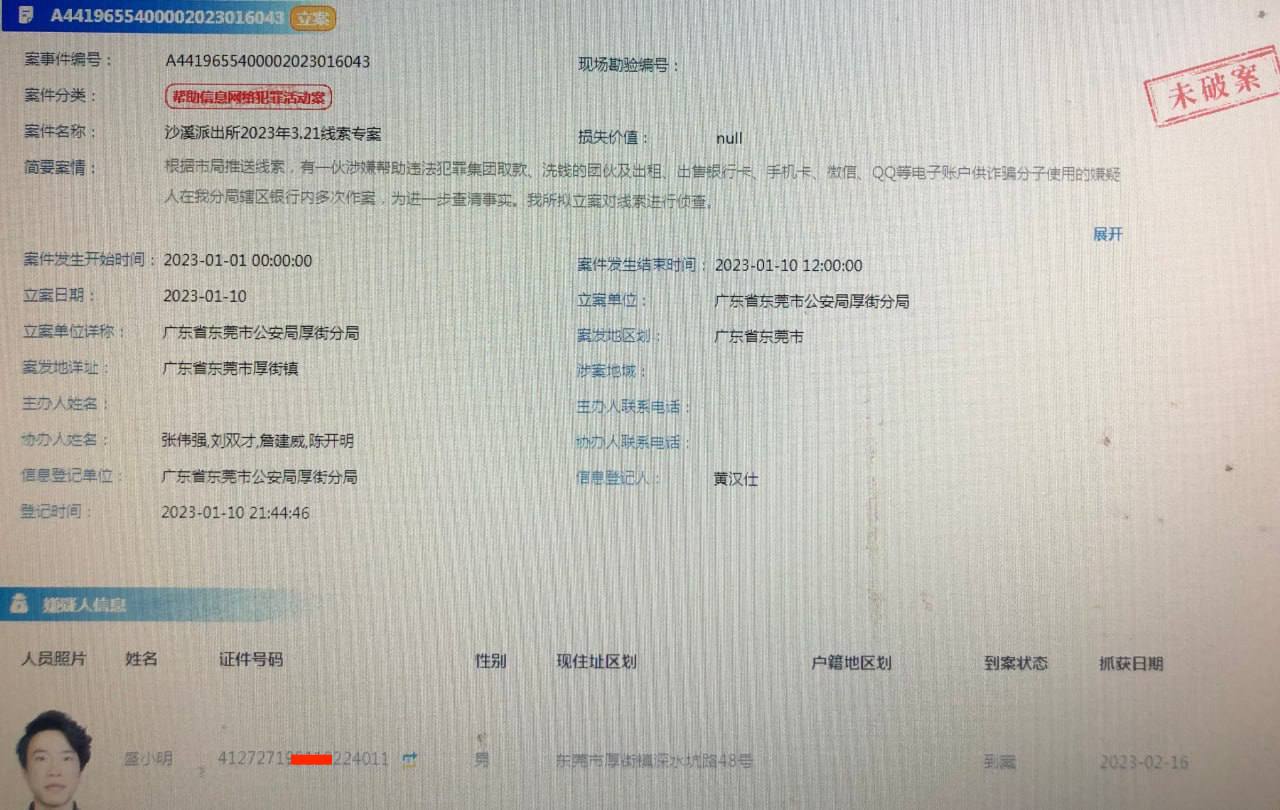 A4419655400002023016043 立案
案事件编号： A4419655400002023016043 现场勘验编号：
案件分类： 帮助信息网络犯罪活动案
未破案
案件名称： 沙溪派出所2023年3.21线索专案 损失价值： null
简要案情： 根据市局推送线索，有一伙涉嫌帮助违法犯罪集团取款、洗钱的团伙及出租、出售银行卡、手机卡、微信、QQ等电子账户供诈骗分子使用的嫌疑
人在我分局辖区银行内多次作案，为进一步查清事实。我所拟立案对线索进行侦查。
展开
案件发生开始时间： 2023-01-01 00:00:00 案件发生结束时间： 2023-01-10 12:00:00
立案日期： 2023-01-10 立案单位： 广东省东莞市公安局厚街分局
立案单位详称： 广东省东莞市公安局厚街分局 案发地区划： 广东省东莞市
案发地详址： 广东省东莞市厚街镇 涉案地域：
主办人姓名： 主办人联系电话：
协办人姓名： 张伟强,刘双才,詹建威,陈开明 协办人联系电话：
信息登记单位： 广东省东莞市公安局厚街分局 信息登记人： 黄汉仕
登记时间： 2023-01-10 21:44:46
嫌疑人信息
人员照片 姓名 证件号码 性别 现住址区划 户籍地区划 到案状态 抓获日期
盛小明 41272719 224011 男 东莞市厚街镇深水坑路48号 到案 2023-02-16